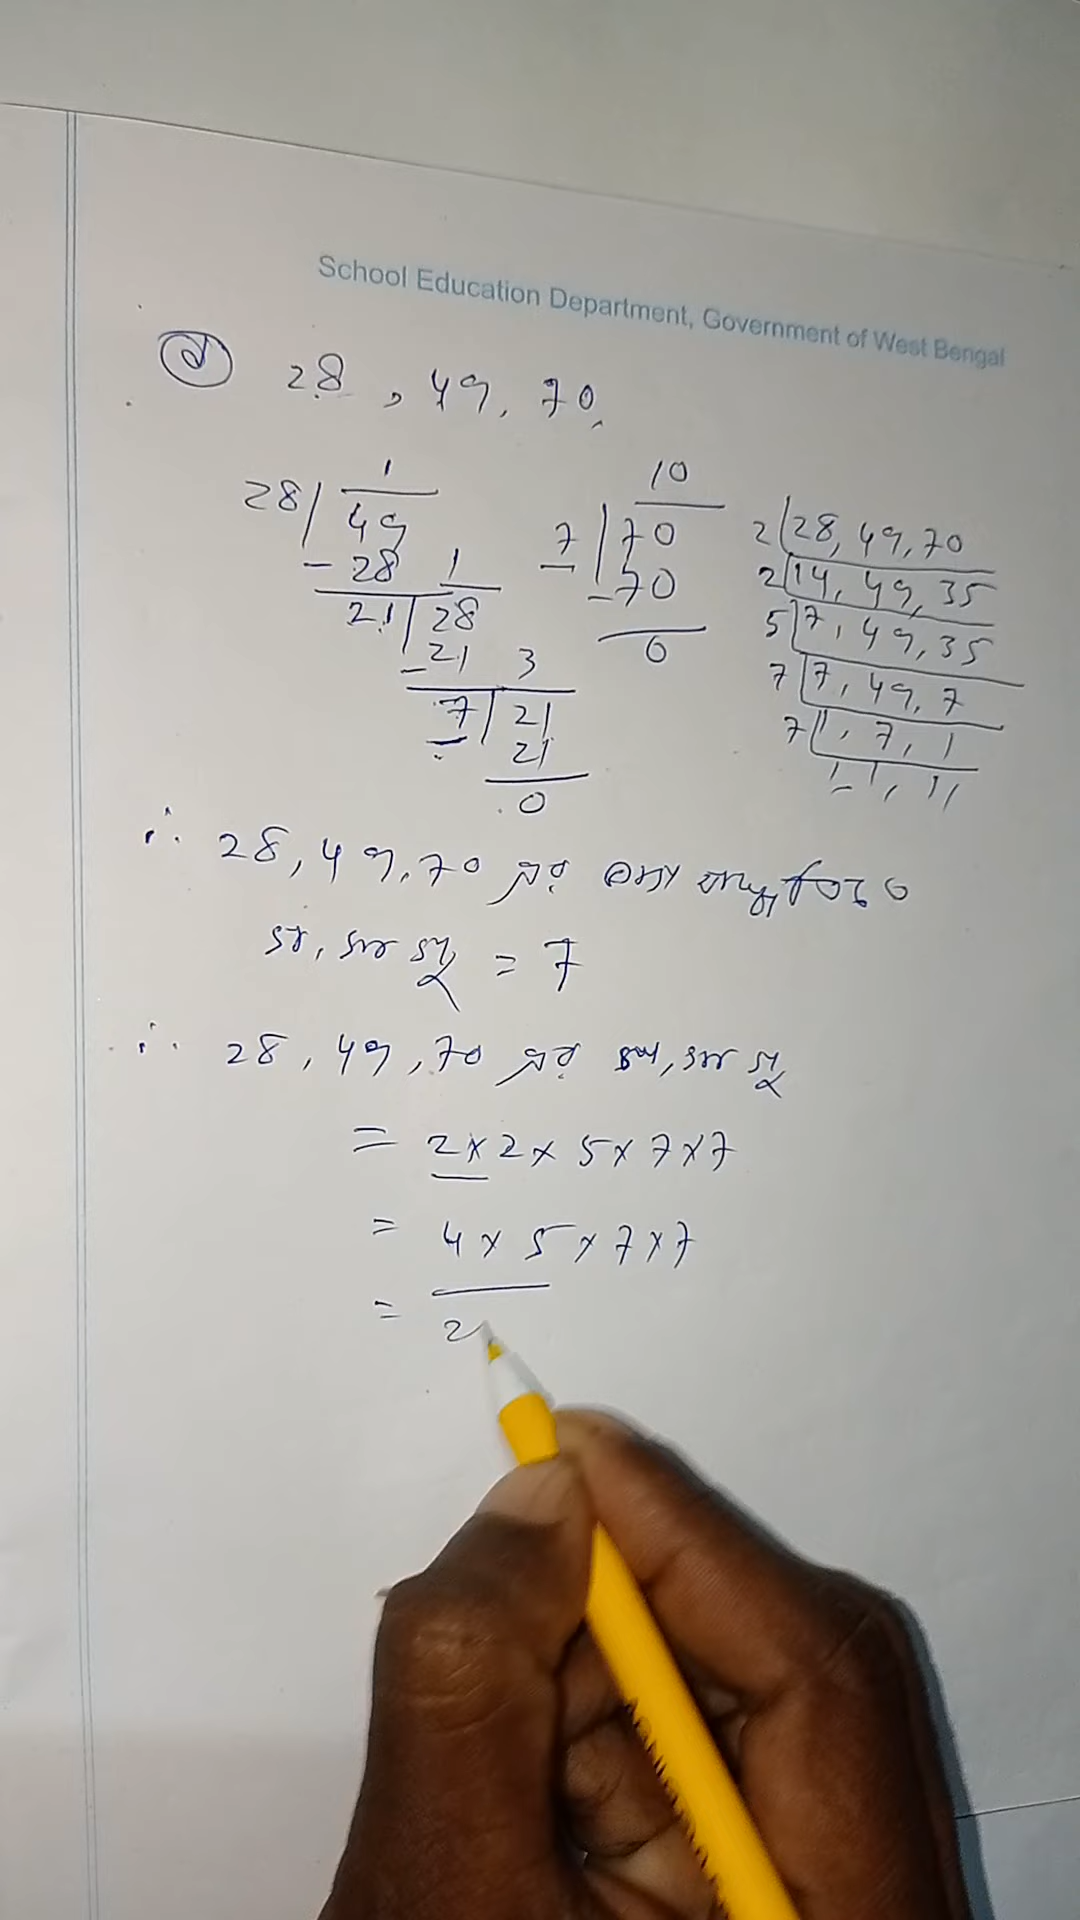 School Education Department, Government of West Bengal
d 28, 49, 70
1
28 49
- 28 1
21 28
- 21 3
7 21
21
0
10
7 70
- 70
0
2 28, 49, 70
2 14, 49, 35
5 7, 49, 35
7 7, 49, 7
7 1, 7, 1
1, 1, 1
∴ 28, 49, 70 এর
গ, সা গু = 7
∴ 28, 49, 70 এর ল, সা গু
= 2 × 2 × 5 × 7 × 7
= 4 × 5 × 7 × 7
= 2